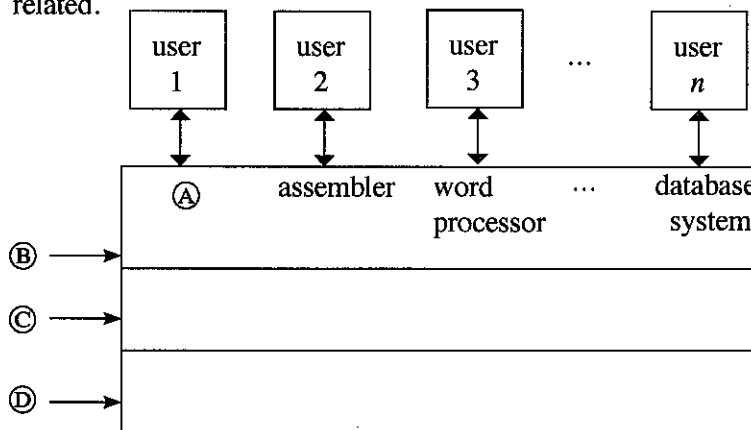 related.
user
1
user
2
user
3
...
user
n
A
assembler
word
processor
...
database
system
B
C
D